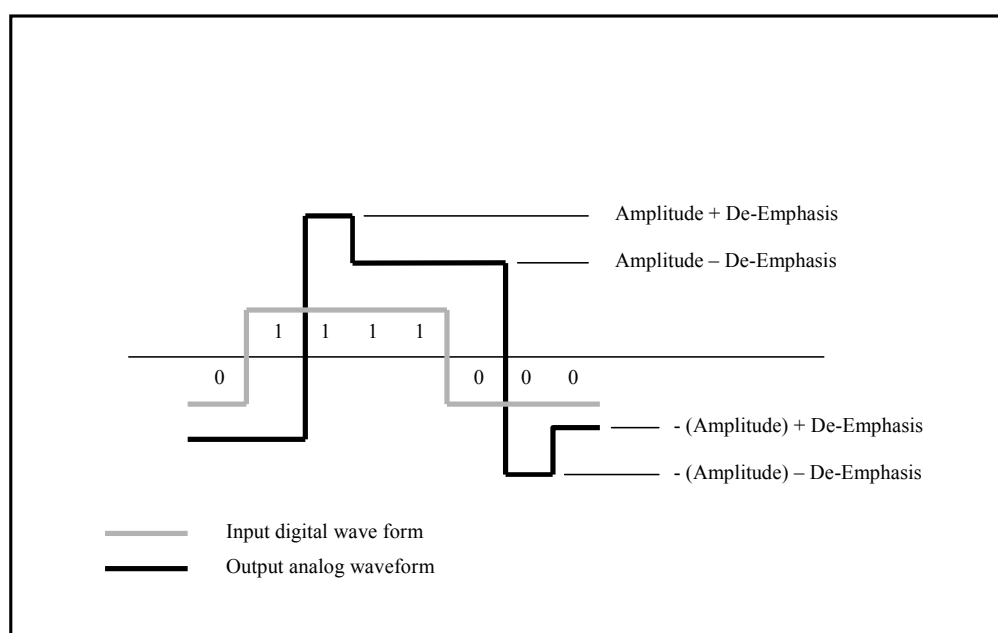 Amplitude + De-Emphasis
Amplitude – De-Emphasis
1 1 1 1
0 0 0 0
- (Amplitude) + De-Emphasis
- (Amplitude) – De-Emphasis
Input digital wave form
Output analog waveform